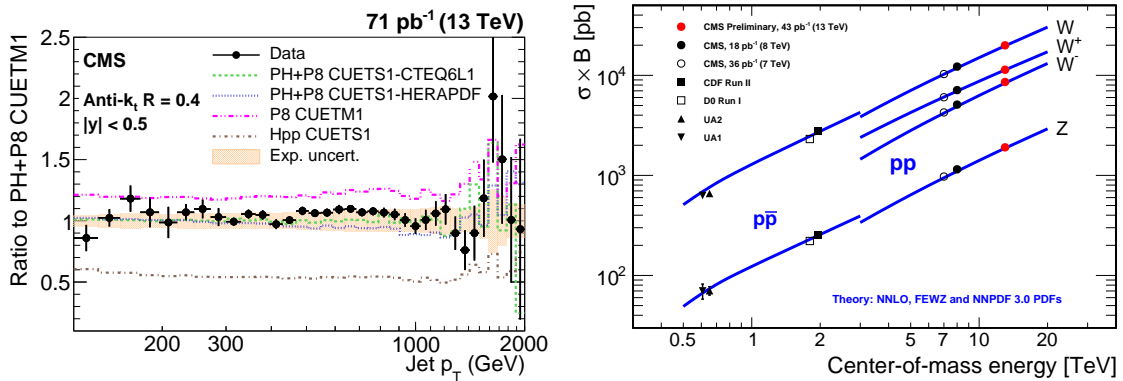 71 pb⁻¹ (13 TeV)
Ratio to PH+P8 CUETM1
2.5
2
1.5
1
0.5
CMS
Anti-kₜ R = 0.4
|y| < 0.5
Data
PH+P8 CUETS1-CTEQ6L1
PH+P8 CUETS1-HERAPDF
P8 CUETM1
Hpp CUETS1
Exp. uncert.
200 300 1000 2000
Jet p_T (GeV)
σ × B [pb]
10⁴
10³
10²
CMS Preliminary, 43 pb⁻¹ (13 TeV)
CMS, 18 pb⁻¹ (8 TeV)
CMS, 36 pb⁻¹ (7 TeV)
CDF Run II
D0 Run I
UA2
UA1
W
W⁺
W⁻
Z
pp
pp̅
Theory: NNLO, FEWZ and NNPDF 3.0 PDFs
0.5 1 2 5 7 8 10 13 20
Center-of-mass energy [TeV]